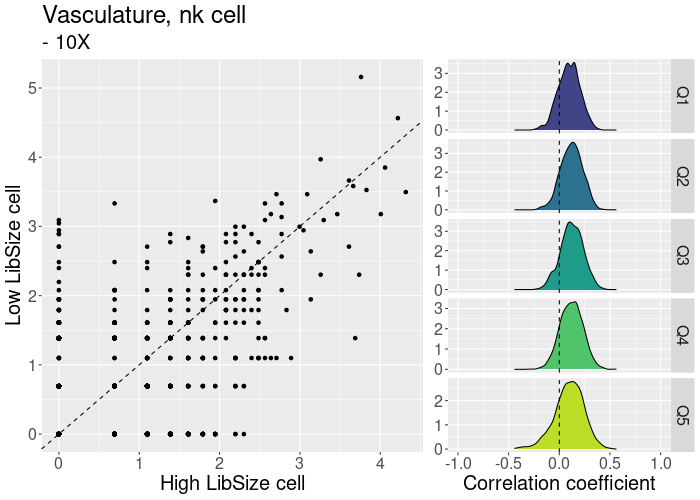 Vasculature, nk cell
- 10X
Low LibSize cell
5
4
3
2
1
0
0 1 2 3 4
High LibSize cell
3
2
1
0
Q1
3
2
1
0
Q2
3
2
1
0
Q3
3
2
1
0
Q4
2
1
0
Q5
-1.0 -0.5 0.0 0.5 1.0
Correlation coefficient